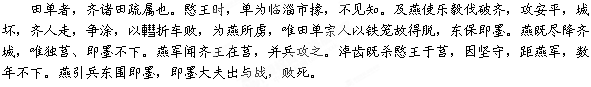 田单者，齐诸田疏属也。愍王时，单为临淄市掾，不见知。及燕使乐毅伐破齐，攻安平，城
坏，齐人走，争涂，以轊折车败，为燕所虏，唯田单宗人以铁笼故得脱，东保即墨。燕既尽降齐
城，唯独莒、即墨不下。燕军闻齐王在莒，并兵攻之。淖齿既杀愍王于莒，因坚守，距燕军，数
年不下。燕引兵东围即墨，即墨大夫出与战，败死。